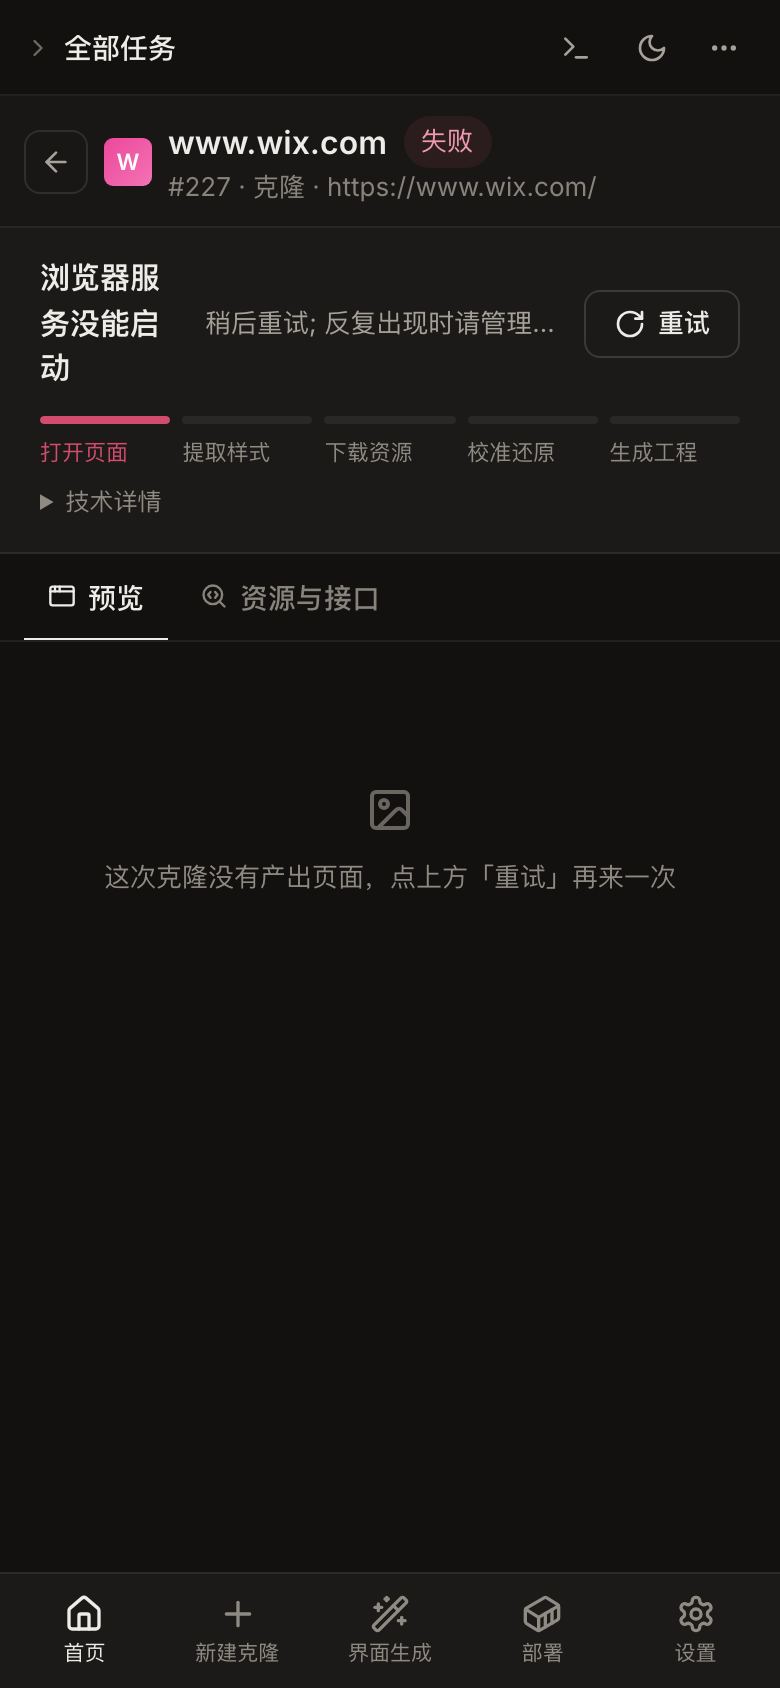 全部任务
W
www.wix.com 失败
#227 · 克隆 · https://www.wix.com/
浏览器服
务没能启
动
稍后重试; 反复出现时请管理...
重试
打开页面 提取样式 下载资源 校准还原 生成工程
技术详情
预览 资源与接口
这次克隆没有产出页面，点上方「重试」再来一次
首页 新建克隆 界面生成 部署 设置